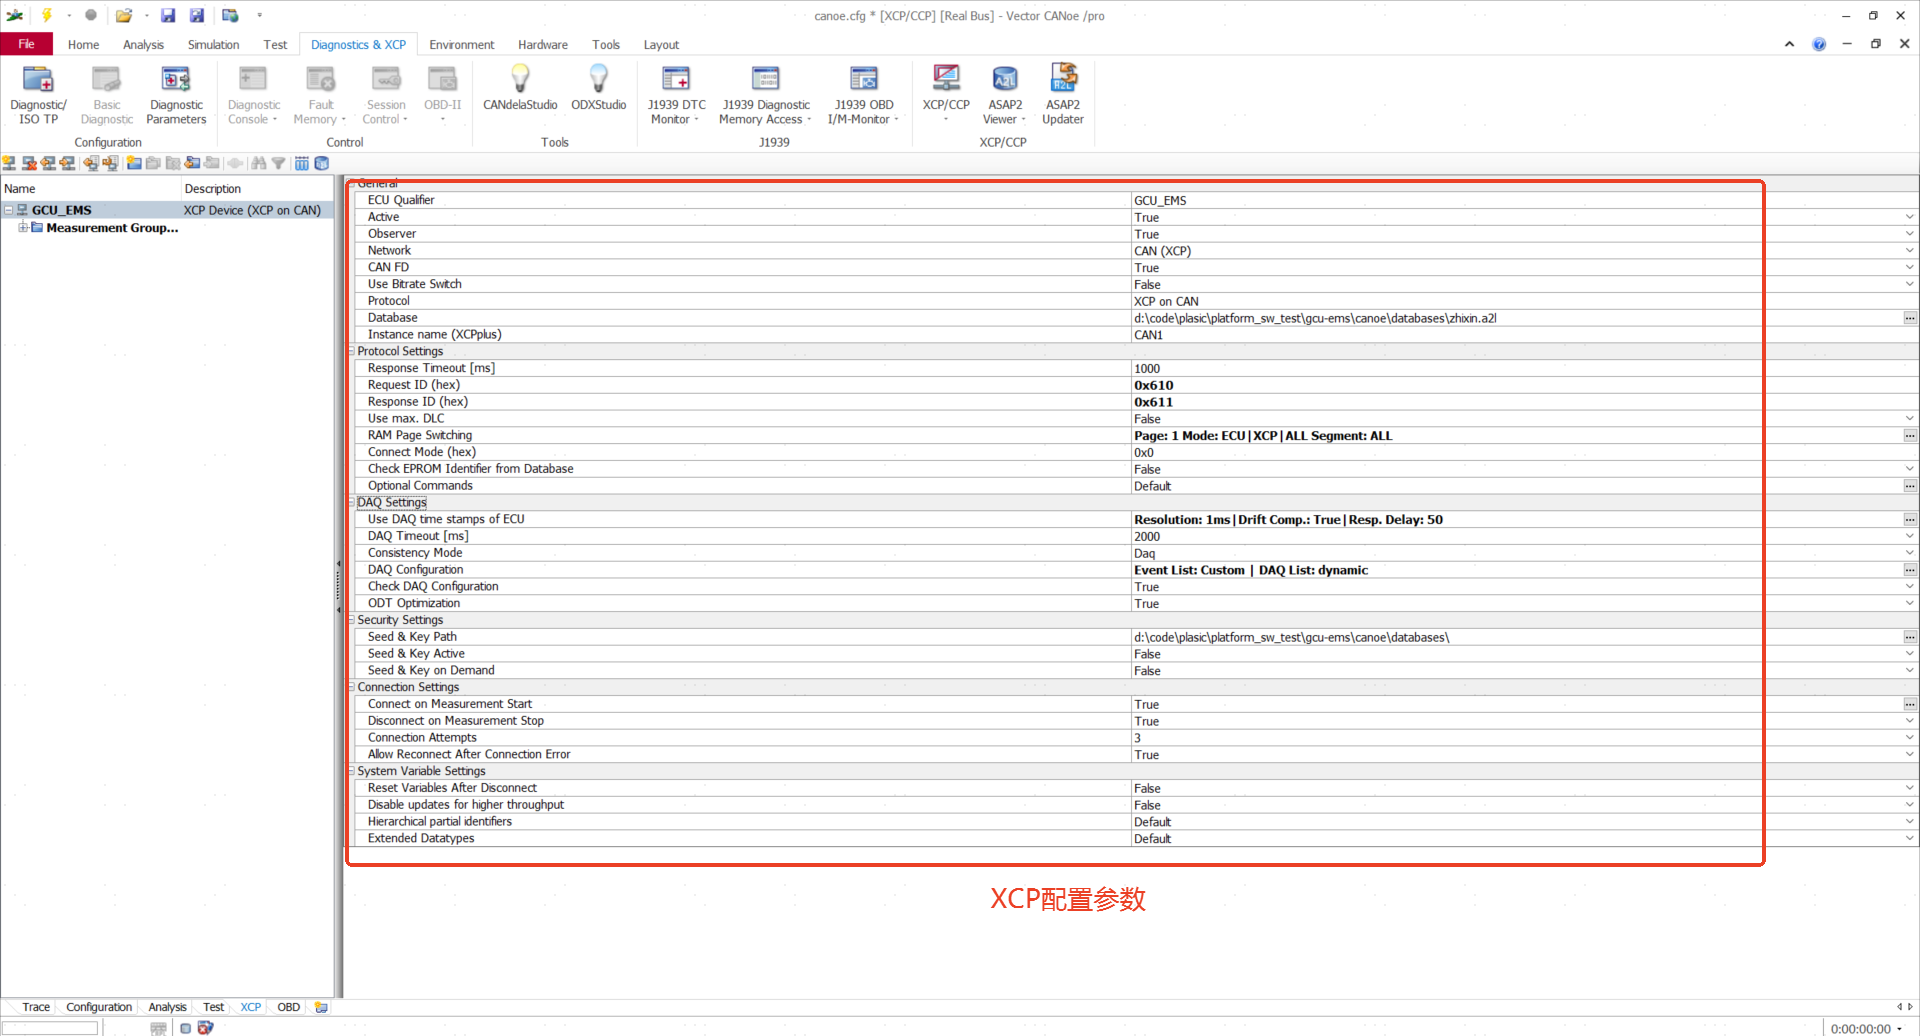 canoe.cfg * [XCP/CCP] [Real Bus] - Vector CANoe /pro
File Home Analysis Simulation Test Diagnostics & XCP Environment Hardware Tools Layout
Diagnostic/ ISO TP
Basic Diagnostic
Diagnostic Parameters
Diagnostic Console
Fault Memory
Session Control
OBD-II
CANdelaStudio
ODXStudio
J1939 DTC Monitor
J1939 Diagnostic Memory Access
J1939 OBD I/M-Monitor
XCP/CCP
ASAP2 Viewer
ASAP2 Updater
Configuration Control Tools J1939 XCP/CCP
Name Description
GCU_EMS XCP Device (XCP on CAN)
Measurement Group...
General
ECU Qualifier GCU_EMS
Active True
Observer True
Network CAN (XCP)
CAN FD True
Use Bitrate Switch False
Protocol XCP on CAN
Database d:\code\plasic\platform_sw_test\gcu-ems\canoe\databases\zhixin.a2l
Instance name (XCPplus) CAN1
Protocol Settings
Response Timeout [ms] 1000
Request ID (hex) 0x610
Response ID (hex) 0x611
Use max. DLC False
RAM Page Switching Page: 1 Mode: ECU|XCP|ALL Segment: ALL
Connect Mode (hex) 0x0
Check EPROM Identifier from Database False
Optional Commands Default
DAQ Settings
Use DAQ time stamps of ECU Resolution: 1ms|Drift Comp.: True|Resp. Delay: 50
DAQ Timeout [ms] 2000
Consistency Mode Daq
DAQ Configuration Event List: Custom | DAQ List: dynamic
Check DAQ Configuration True
ODT Optimization True
Security Settings
Seed & Key Path d:\code\plasic\platform_sw_test\gcu-ems\canoe\databases\
Seed & Key Active False
Seed & Key on Demand False
Connection Settings
Connect on Measurement Start True
Disconnect on Measurement Stop True
Connection Attempts 3
Allow Reconnect After Connection Error True
System Variable Settings
Reset Variables After Disconnect False
Disable updates for higher throughput False
Hierarchical partial identifiers Default
Extended Datatypes Default
XCP配置参数
Trace Configuration Analysis Test XCP OBD
0:00:00:00